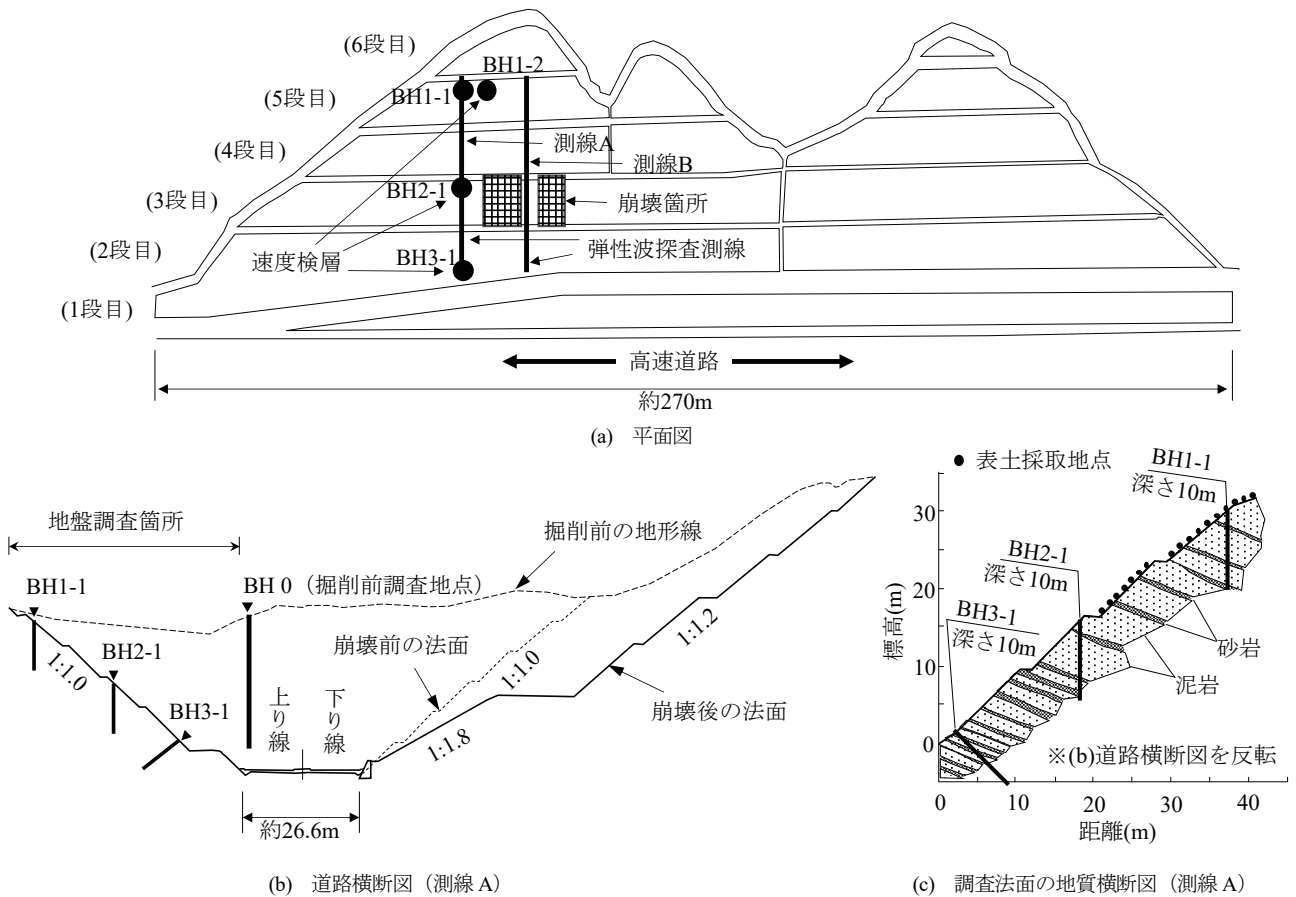 (6段目)
BH1-2
(5段目)
BH1-1
(4段目)
測線A
測線B
BH2-1
(3段目)
崩壊箇所
(2段目)
速度検層
弾性波探査測線
BH3-1
(1段目)
高速道路
約270m
(a) 平面図
地盤調査箇所
掘削前の地形線
BH1-1
BH 0（掘削前調査地点）
BH2-1
崩壊前の法面
1:1.0
1:1.2
1:1.0
BH3-1
上り線
下り線
崩壊後の法面
1:1.8
約26.6m
(b) 道路横断図（測線 A）
表土採取地点
BH1-1
深さ10m
30
BH2-1
深さ10m
20
BH3-1
深さ10m
標高(m)
砂岩
10
泥岩
0
※(b)道路横断図を反転
0 10 20 30 40
距離(m)
(c) 調査法面の地質横断図（測線 A）